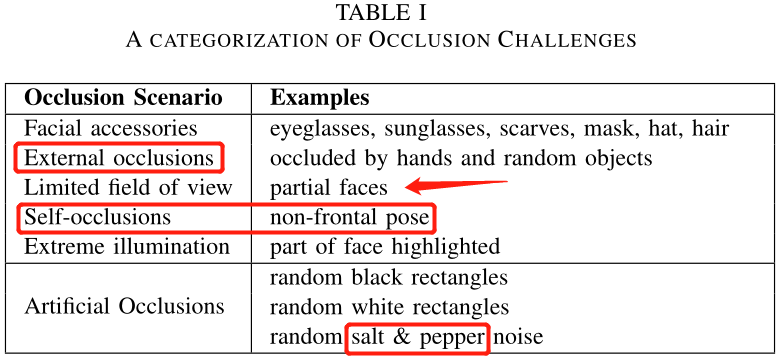 TABLE I
A CATEGORIZATION OF OCCLUSION CHALLENGES
Occlusion Scenario Examples
Facial accessories eyeglasses, sunglasses, scarves, mask, hat, hair
External occlusions occluded by hands and random objects
Limited field of view partial faces
Self-occlusions non-frontal pose
Extreme illumination part of face highlighted
random black rectangles
Artificial Occlusions random white rectangles
random salt & pepper noise